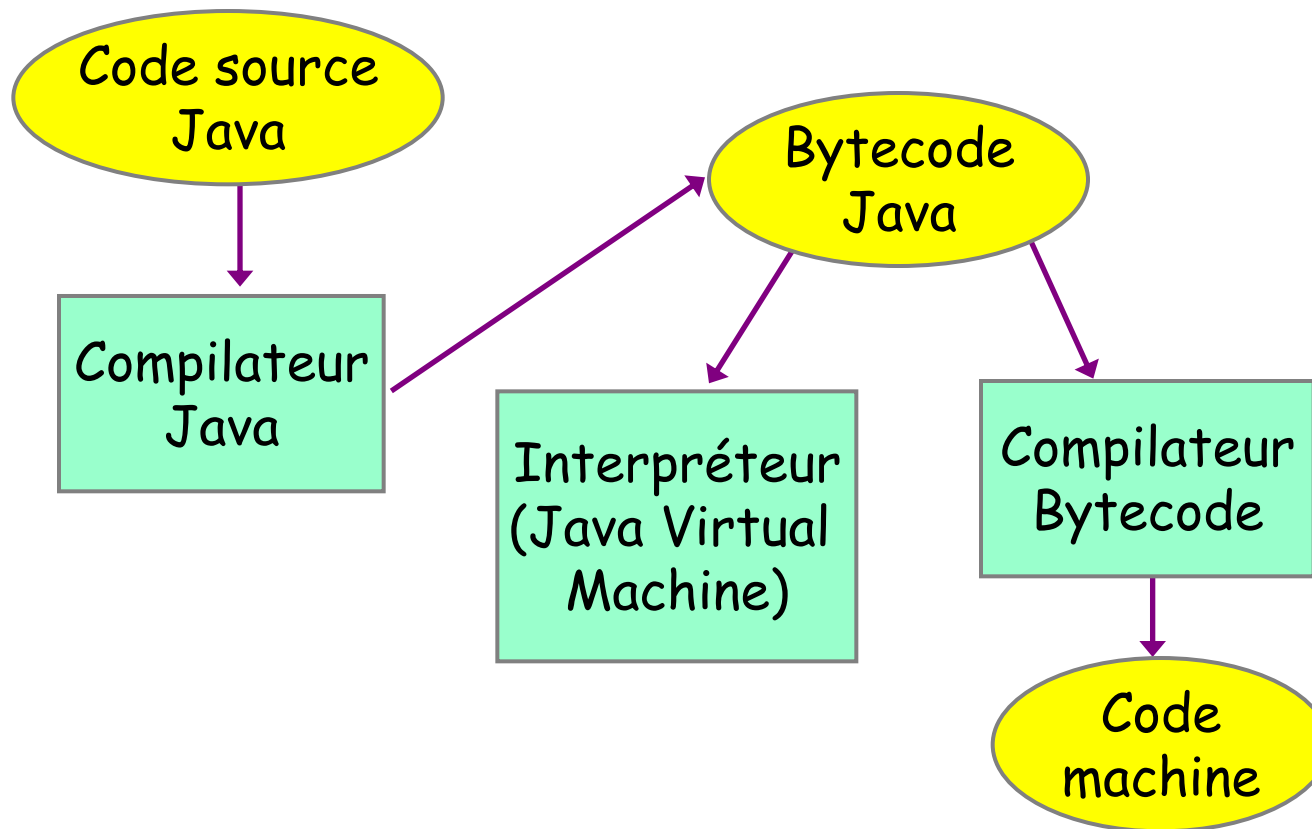 Code source
Java
Compilateur
Java
Bytecode
Java
Interpréteur
(Java Virtual
Machine)
Compilateur
Bytecode
Code
machine